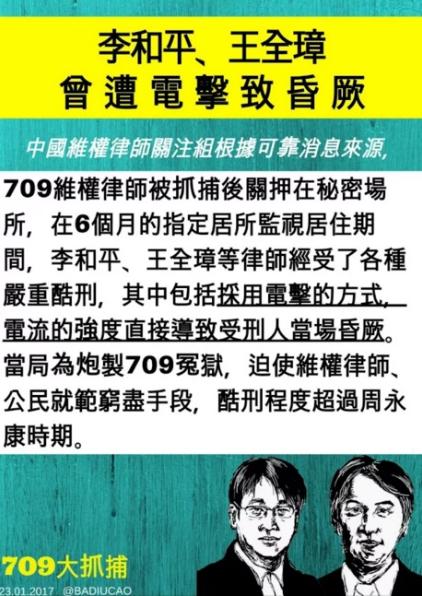 李和平、王全璋
曾遭電擊致昏厥
中國維權律師關注組根據可靠消息來源,
709維權律師被抓捕後關押在秘密場
所，在6個月的指定居所監視居住期
間，李和平、王全璋等律師經受了各種
嚴重酷刑，其中包括採用電擊的方式，
電流的強度直接導致受刑人當場昏厥。
當局為炮製709冤獄，迫使維權律師、
公民就範窮盡手段，酷刑程度超過周永
康時期。
709大抓捕
23.01.2017 @BADIUCAO